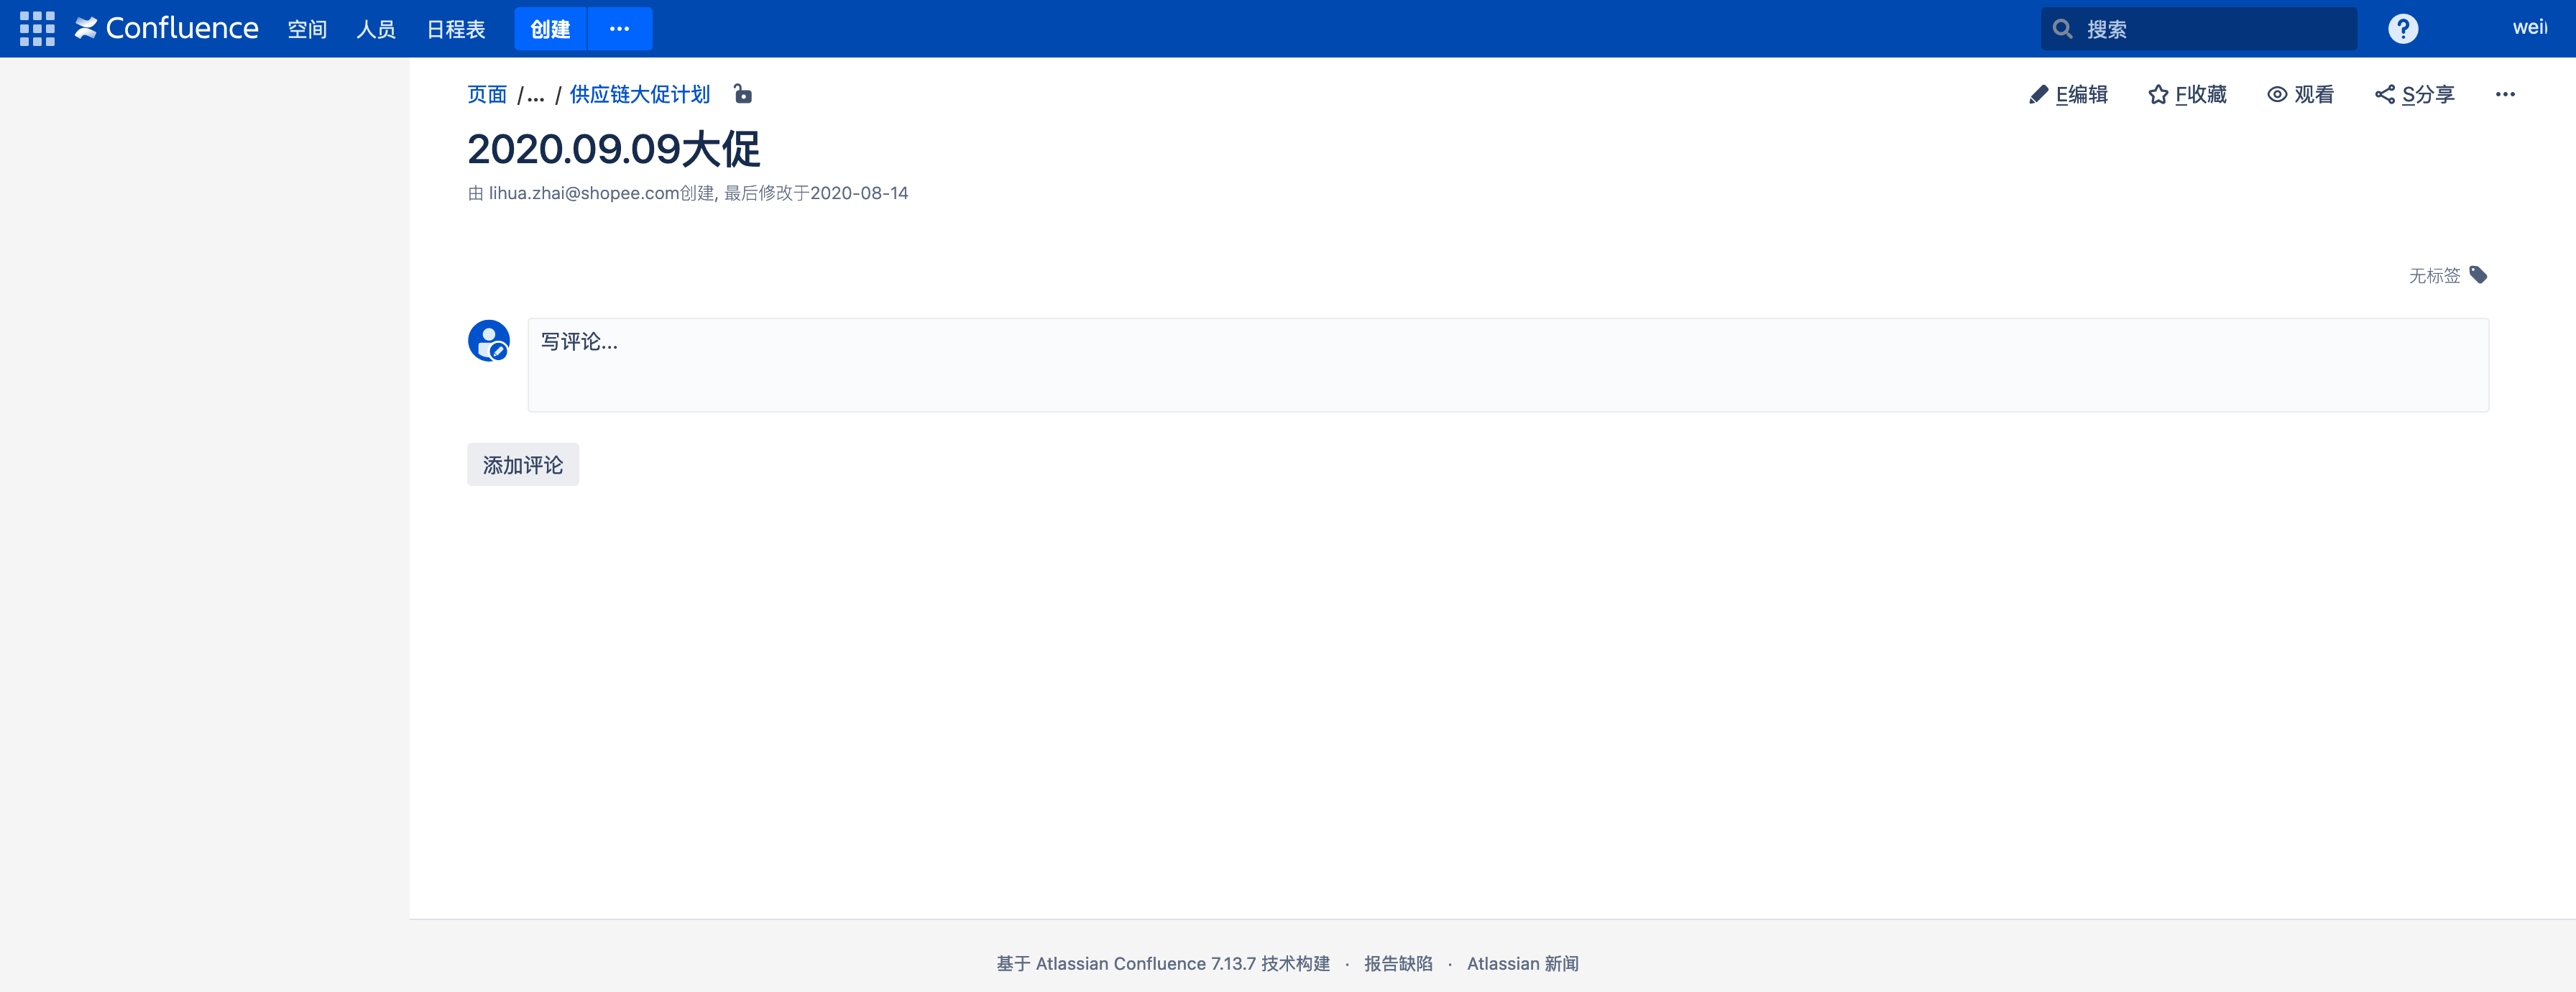 Confluence 空间 人员 日程表 创建 ··· 搜索 ?
页面 /... / 供应链大促计划 E编辑 F收藏 观看 S分享 ···
2020.09.09大促
由 lihua.zhai@shopee.com创建, 最后修改于2020-08-14
无标签
写评论...
添加评论
基于 Atlassian Confluence 7.13.7 技术构建 · 报告缺陷 · Atlassian 新闻